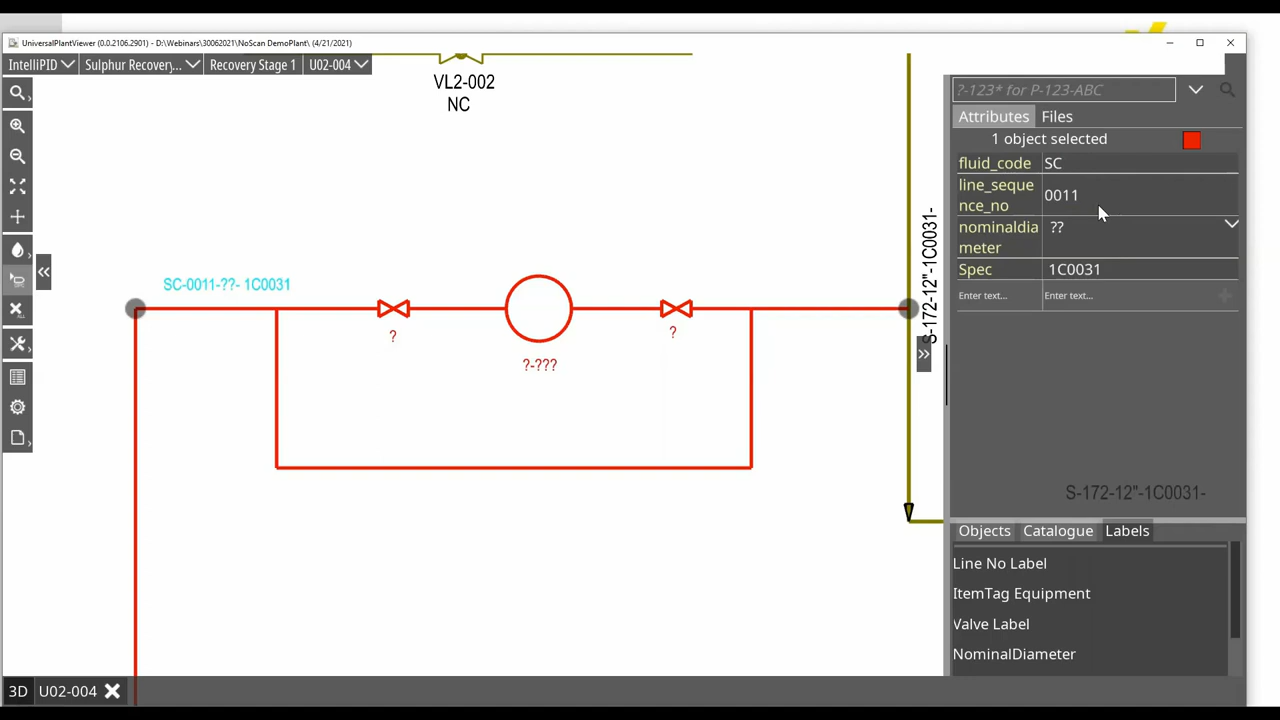 UniversalPlantViewer (0.0.2106.2901) - D:\Webinars\30062021\NoScan DemoPlant\ (4/21/2021)
IntelliPID Sulphur Recovery... Recovery Stage 1 U02-004
VL2-002
NC
SC-0011-??- 1C0031
?
?
?-???
S-172-12"-1C0031-
?-123* for P-123-ABC
Attributes Files
1 object selected
fluid_code SC
line_seque
nce_no
0011
nominaldia
meter
??
Spec 1C0031
Enter text... Enter text...
S-172-12"-1C0031-
Objects Catalogue Labels
Line No Label
ItemTag Equipment
Valve Label
NominalDiameter
3D U02-004
ALL